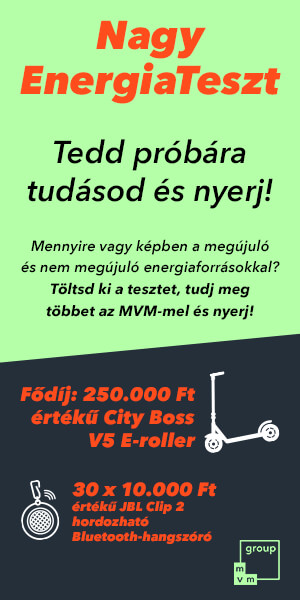 Nagy
EnergiaTeszt
Tedd próbára
tudásod és nyerj!
Mennyire vagy képben a megújuló
és nem megújuló energiaforrásokkal?
Töltsd ki a tesztet, tudj meg
többet az MVM-mel és nyerj!
Fődíj: 250.000 Ft
értékű City Boss
V5 E-roller
30 x 10.000 Ft
értékű JBL Clip 2
hordozható
Bluetooth-hangszóró
group
m
v m